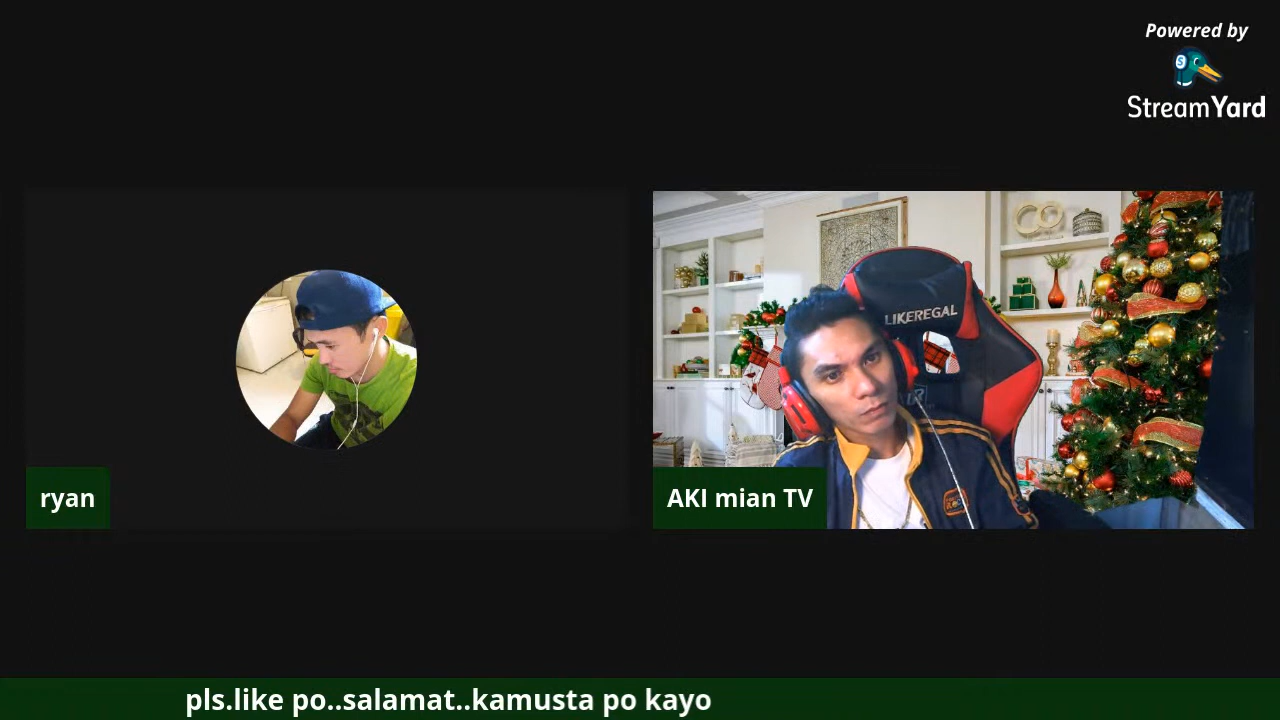 Powered by
StreamYard
LIKEREGAL
ryan
AKI mian TV
pls.like po..salamat..kamusta po kayo